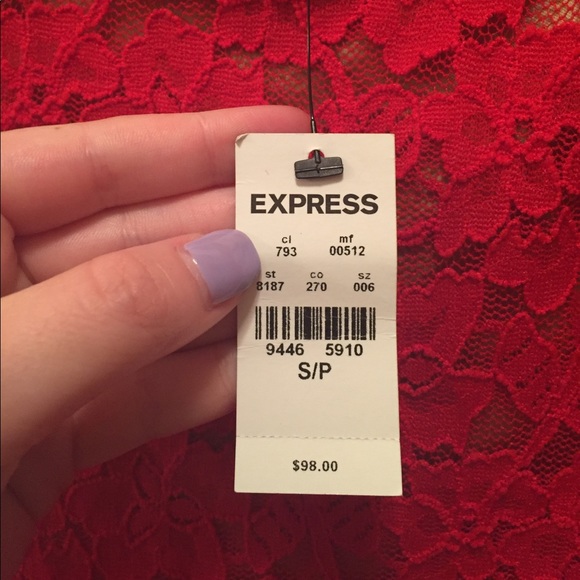 EXPRESS
cl mf
793 00512
st co sz
8187 270 006
9446 5910
S/P
$98.00